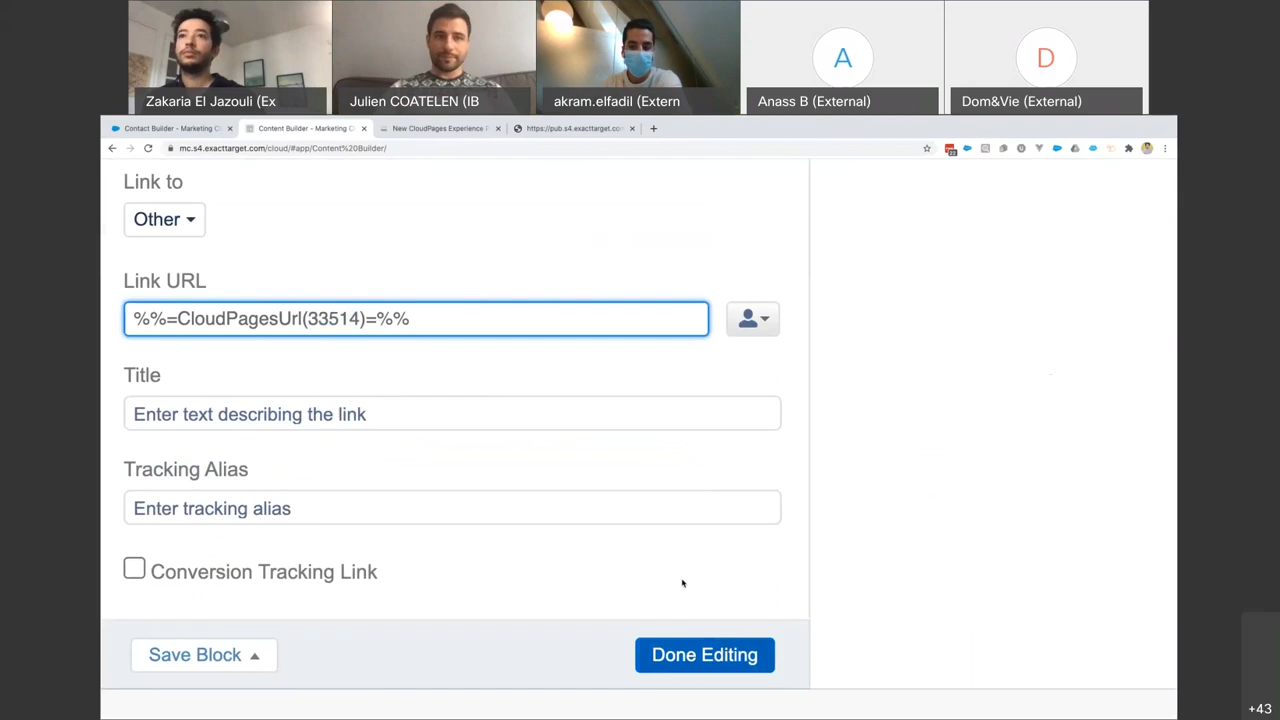 Zakaria El Jazouli (Ex
Julien COATELEN (IB
akram.elfadil (Extern
A
Anass B (External)
D
Dom&Vie (External)
Contact Builder - Marketing C
Content Builder - Marketing C
New CloudPages Experience
https://pub.s4.exacttarget.co
mc.s4.exacttarget.com/cloud/#app/Content%20Builder/
Link to
Other
Link URL
%%=CloudPagesUrl(33514)=%%
Title
Enter text describing the link
Tracking Alias
Enter tracking alias
Conversion Tracking Link
Save Block
Done Editing
+43